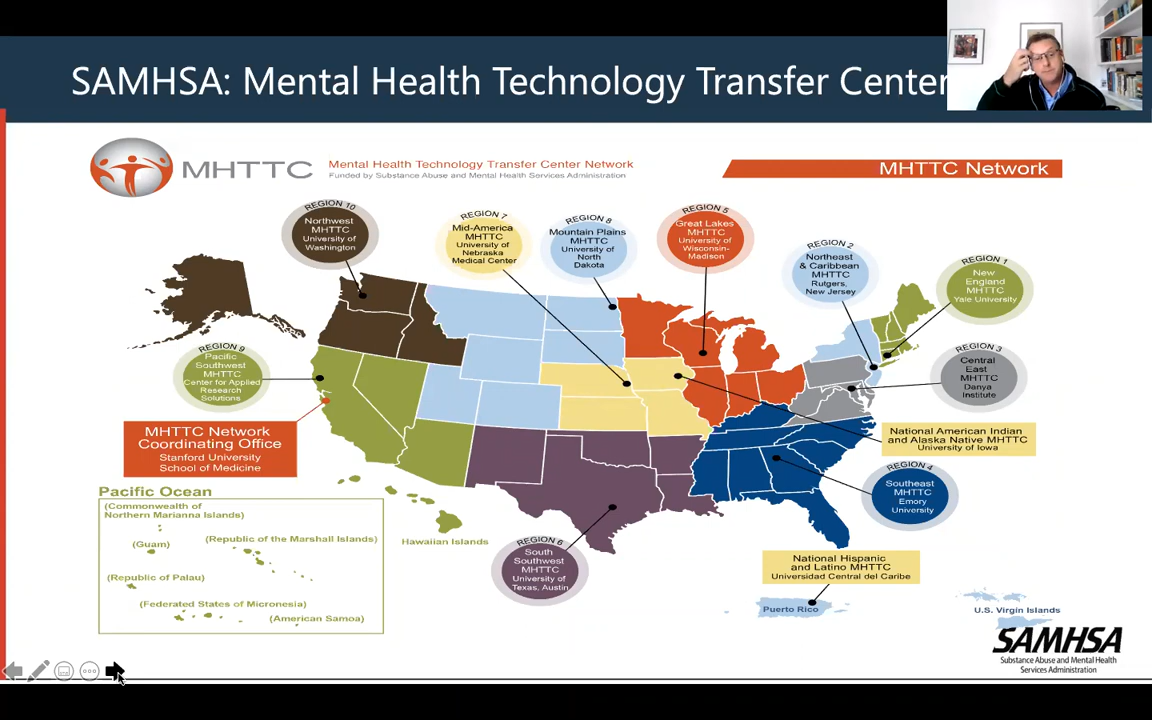 SAMHSA: Mental Health Technology Transfer Center
MHTTC
Mental Health Technology Transfer Center Network
Funded by Substance Abuse and Mental Health Services Administration
MHTTC Network
REGION 10
Northwest
MHTTC
University of
Washington
REGION 7
Mid-America
MHTTC
University of
Nebraska
Medical Center
REGION 8
Mountain Plains
MHTTC
University of
North
Dakota
REGION 5
Great Lakes
MHTTC
University of
Wisconsin-
Madison
REGION 2
Northeast
& Caribbean
MHTTC
Rutgers,
New Jersey
REGION 1
New
England
MHTTC
Yale University
REGION 9
Pacific
Southwest
MHTTC
Center for Applied
Research
Solutions
REGION 3
Central
East
MHTTC
Danya
Institute
MHTTC Network
Coordinating Office
Stanford University
School of Medicine
National American Indian
and Alaska Native MHTTC
University of Iowa
REGION 4
Southeast
MHTTC
Emory
University
Pacific Ocean
(Commonwealth of
Northern Marianna Islands)
(Guam)
(Republic of the Marshall Islands)
(Republic of Palau)
(Federated States of Micronesia)
(American Samoa)
Hawaiian Islands
REGION 6
South
Southwest
MHTTC
University of
Texas, Austin
National Hispanic
and Latino MHTTC
Universidad Central del Caribe
Puerto Rico
U.S. Virgin Islands
SAMHSA
Substance Abuse and Mental Health
Services Administration